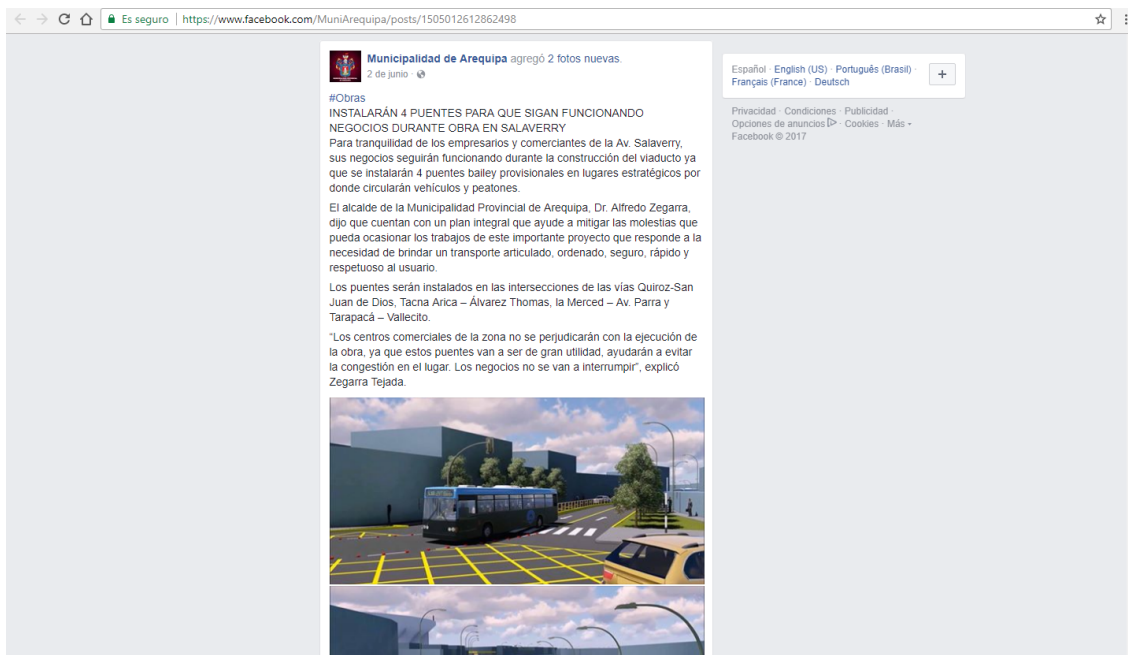 Es seguro | https://www.facebook.com/MuniArequipa/posts/1505012612862498
Municipalidad de Arequipa agregó 2 fotos nuevas.
2 de junio ·
#Obras
INSTALARÁN 4 PUENTES PARA QUE SIGAN FUNCIONANDO
NEGOCIOS DURANTE OBRA EN SALAVERRY
Para tranquilidad de los empresarios y comerciantes de la Av. Salaverry,
sus negocios seguirán funcionando durante la construcción del viaducto ya
que se instalarán 4 puentes bailey provisionales en lugares estratégicos por
donde circularán vehículos y peatones.
El alcalde de la Municipalidad Provincial de Arequipa, Dr. Alfredo Zegarra,
dijo que cuentan con un plan integral que ayude a mitigar las molestias que
pueda ocasionar los trabajos de este importante proyecto que responde a la
necesidad de brindar un transporte articulado, ordenado, seguro, rápido y
respetuoso al usuario.
Los puentes serán instalados en las intersecciones de las vías Quiroz-San
Juan de Dios, Tacna Arica – Álvarez Thomas, la Merced – Av. Parra y
Tarapacá – Vallecito.
“Los centros comerciales de la zona no se perjudicarán con la ejecución de
la obra, ya que estos puentes van a ser de gran utilidad, ayudarán a evitar
la congestión en el lugar. Los negocios no se van a interrumpir”, explicó
Zegarra Tejada.
Español · English (US) · Português (Brasil) ·
Français (France) · Deutsch
+
Privacidad · Condiciones · Publicidad ·
Opciones de anuncios · Cookies · Más
Facebook © 2017